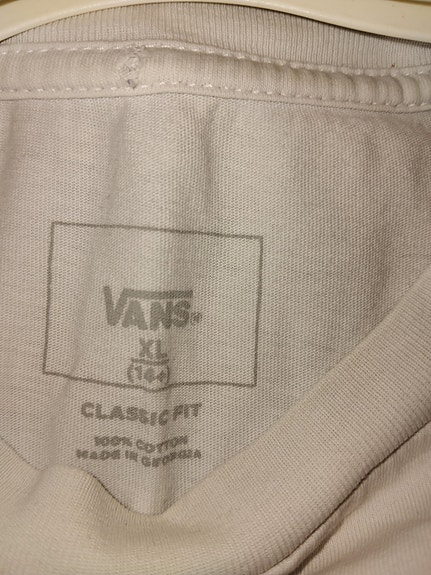 VANS®
XL
(14+)
CLASSIC FIT
100% COTTON
MADE IN GEORGIA